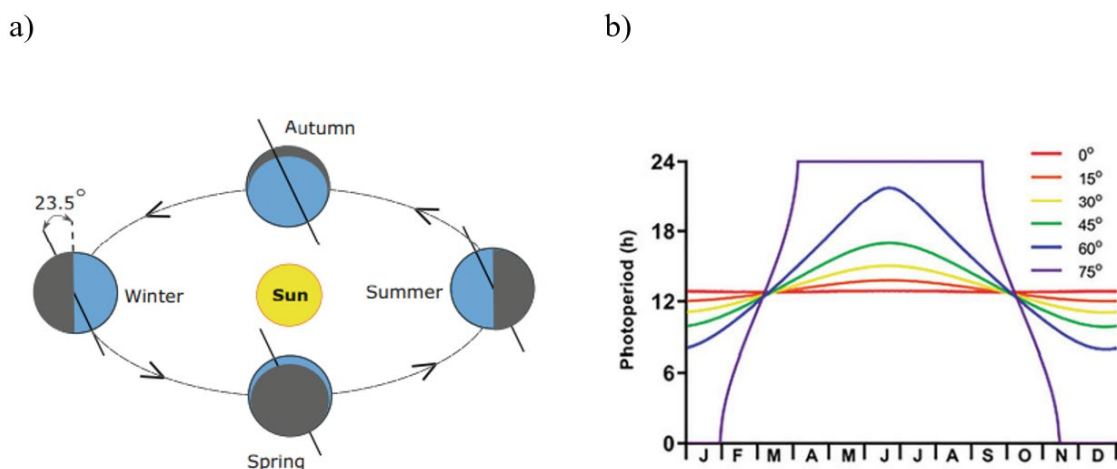 a)
Autumn
23.5°
Winter
Sun
Summer
Spring
b)
Photoperiod (h)
24
18
12
6
0
J F M A M J J A S O N D
0°
15°
30°
45°
60°
75°